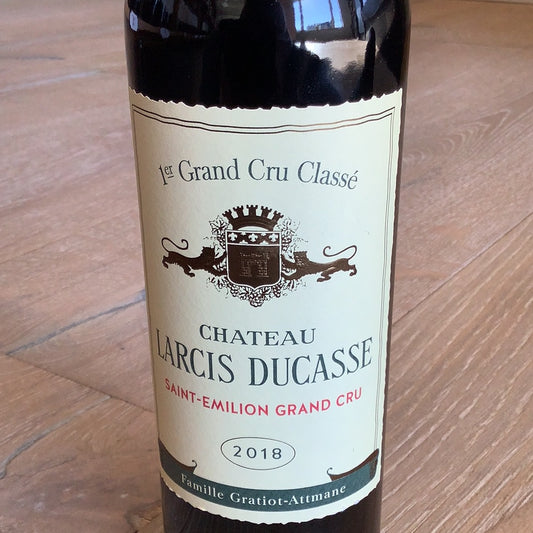 1er Grand Cru Classé
CHATEAU
LARCIS DUCASSE
SAINT-EMILION GRAND CRU
2018
Famille Gratiot-Attmane